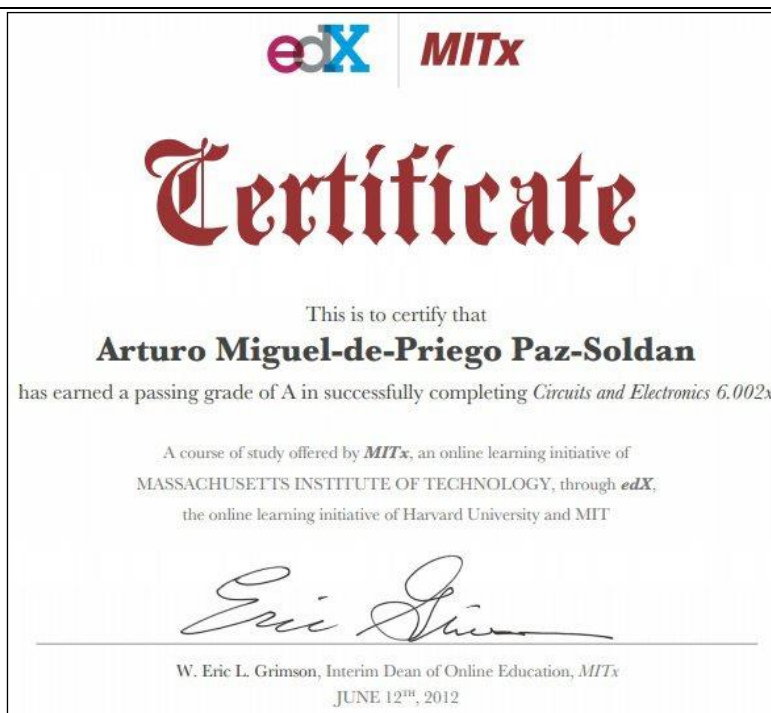 edX MITx
Certificate
This is to certify that
Arturo Miguel-de-Priego Paz-Soldan
has earned a passing grade of A in successfully completing Circuits and Electronics 6.002x
A course of study offered by MITx, an online learning initiative of
MASSACHUSETTS INSTITUTE OF TECHNOLOGY, through edX,
the online learning initiative of Harvard University and MIT
Eric Grimson
W. Eric L. Grimson, Interim Dean of Online Education, MITx
JUNE 12TH, 2012